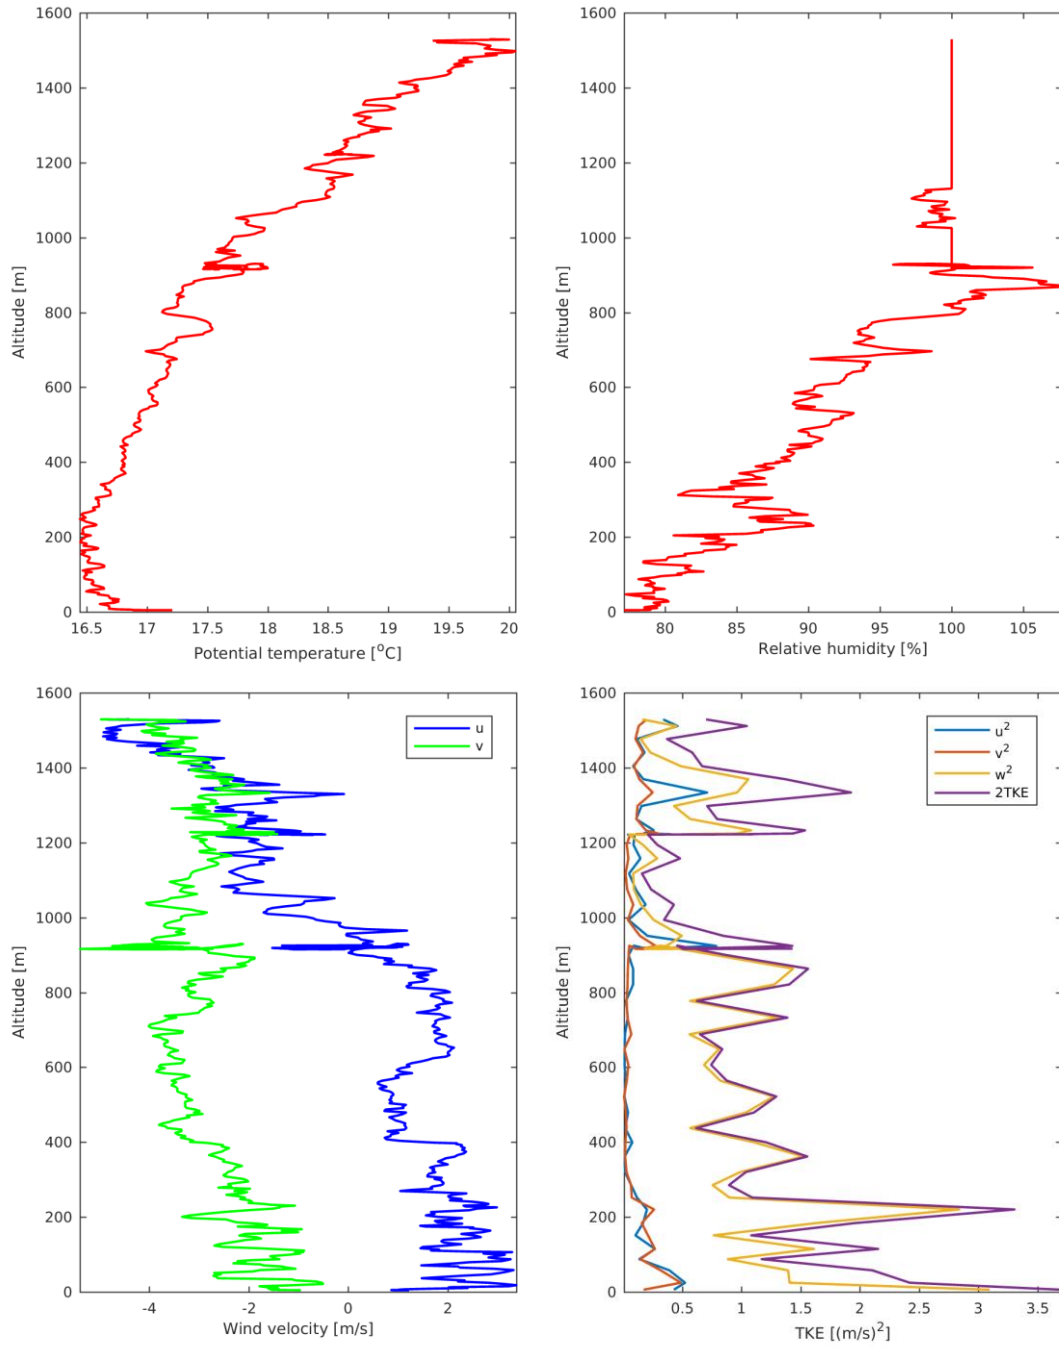 1600
1400
1200
1000
800
600
400
200
0
Altitude [m]
16.5 17 17.5 18 18.5 19 19.5 20
Potential temperature [°C]
1600
1400
1200
1000
800
600
400
200
0
Altitude [m]
80 85 90 95 100 105
Relative humidity [%]
1600
1400
1200
1000
800
600
400
200
0
Altitude [m]
u
v
-4 -2 0 2
Wind velocity [m/s]
1600
1400
1200
1000
800
600
400
200
0
Altitude [m]
u²
v²
w²
2TKE
0.5 1 1.5 2 2.5 3 3.5
TKE [(m/s)²]